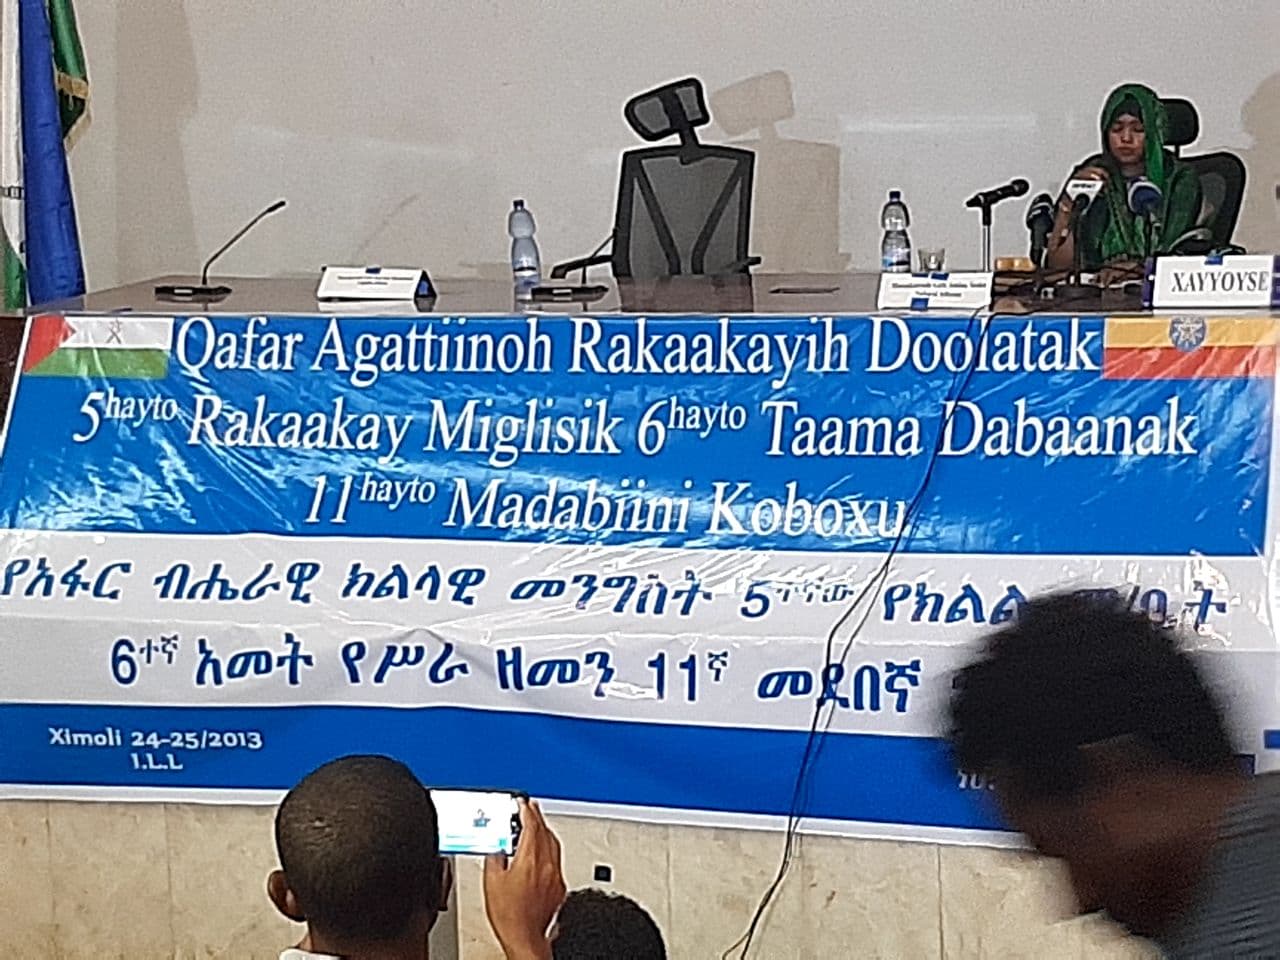 XAYYOYSE
Qafar Agattiinoh Rakaakayih Doolatak
5hayto Rakaakay Miglisik 6hayto Taama Dabaanak
11hayto Madabiini Koboxu
የአፋር ብሔራዊ ክልላዊ መንግስት 5ተኛው የክልል
6ተኛ አመት የሥራ ዘመን 11ኛ መደበኛ
Ximoli 24-25/2013
I.L.L